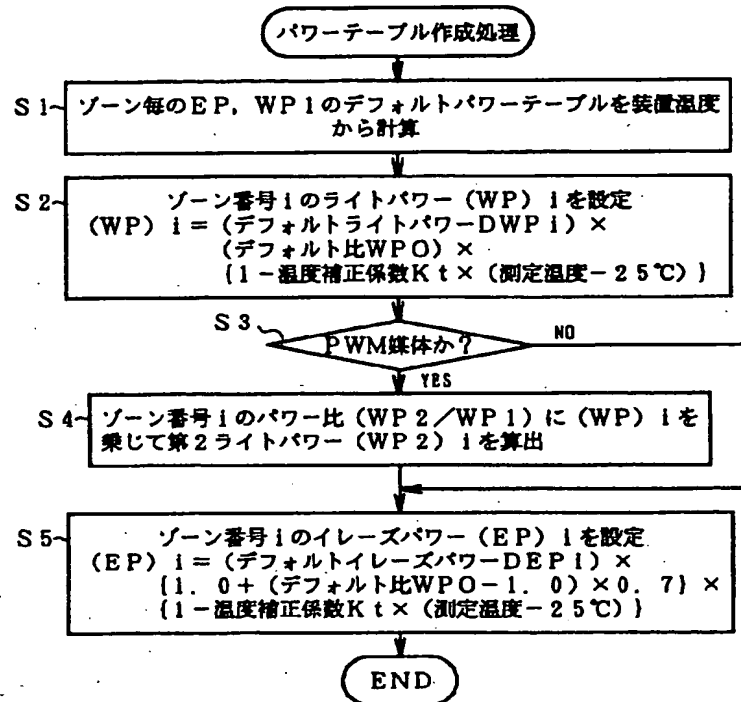 パワーテーブル作成処理
S1
ゾーン毎のEP，WP1のデフォルトパワーテーブルを装置温度
から計算
S2
ゾーン番号iのライトパワー（WP）iを設定
（WP）i＝（デフォルトライトパワーDWPi）×
（デフォルト比WPO）×
{1－温度補正係数Kt×（測定温度－25℃）}
S3
PWM媒体か？
NO
YES
S4
ゾーン番号iのパワー比（WP2／WP1）に（WP）iを
乗じて第2ライトパワー（WP2）iを算出
S5
ゾーン番号iのイレーズパワー（EP）iを設定
（EP）i＝（デフォルトイレーズパワーDEPi）×
{1．0＋（デフォルト比WPO－1．0）×0．7}×
{1－温度補正係数Kt×（測定温度－25℃）}
END